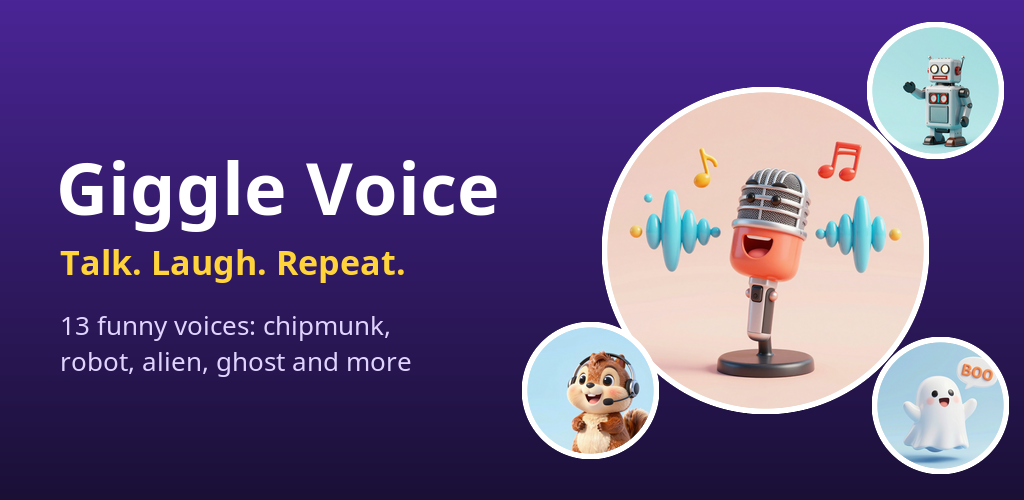 Giggle Voice
Talk. Laugh. Repeat.
13 funny voices: chipmunk,
robot, alien, ghost and more
BOO